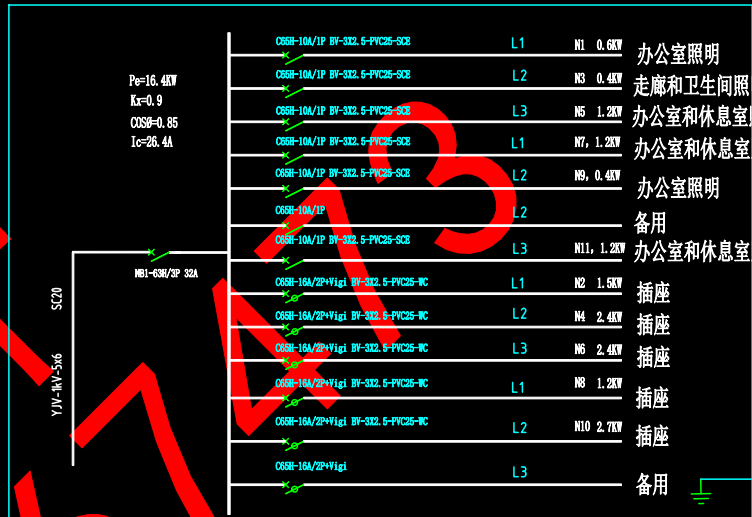 C65H-10A/1P BV-3X2.5-PVC25-SCE L1 N1 0.6KW 办公室照明
C65H-10A/1P BV-3X2.5-PVC25-SCE L2 N3 0.4KW 走廊和卫生间照
Pe=16.4KW
Kx=0.9
COSØ=0.85
Ic=26.4A
C65H-10A/1P BV-3X2.5-PVC25-SCE L3 N5 1.2KW 办公室和休息室
C65H-10A/1P BV-3X2.5-PVC25-SCE L1 N7, 1.2KW 办公室和休息室
C65H-10A/1P BV-3X2.5-PVC25-SCE L2 N9, 0.4KW 办公室照明
C65H-10A/1P L2 备用
C65H-10A/1P BV-3X2.5-PVC25-SCE L3 N11, 1.2KW 办公室和休息室
MB1-63H/3P 32A
YJV-1kV-5x6 SC20
C65H-16A/2P+Vigi BV-3X2.5-PVC25-WC L1 N2 1.5KW 插座
C65H-16A/2P+Vigi BV-3X2.5-PVC25-WC L2 N4 2.4KW 插座
C65H-16A/2P+Vigi BV-3X2.5-PVC25-WC L3 N6 2.4KW 插座
C65H-16A/2P+Vigi BV-3X2.5-PVC25-WC L1 N8 1.2KW 插座
C65H-16A/2P+Vigi BV-3X2.5-PVC25-WC L2 N10 2.7KW 插座
C65H-16A/2P+Vigi L3 备用
473